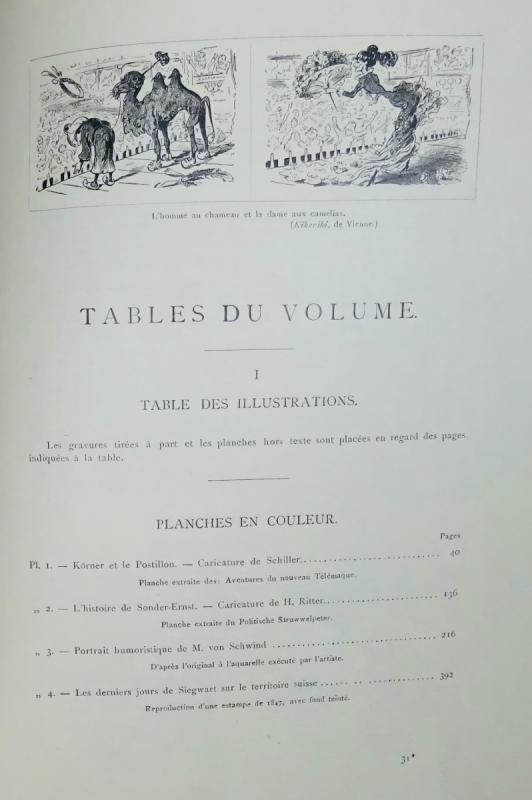 L'homme au chameau et la dame aux camélias.
(Kikeriki, de Vienne.)
TABLES DU VOLUME.
I
TABLE DES ILLUSTRATIONS.
Les gravures tirées à part et les planches hors texte sont placées en regard des pages
indiquées à la table.
PLANCHES EN COULEUR.
Pages
Pl. 1. — Körner et le Postillon. — Caricature de Schiller. 40
Planche extraite des: Aventures du nouveau Télémaque.
„ 2. — L'histoire de Sonder-Ernst. — Caricature de H. Ritter. 136
Planche extraite du Politische Struwwelpeter.
„ 3. — Portrait humoristique de M. von Schwind 216
D'après l'original à l'aquarelle exécuté par l'artiste.
„ 4. — Les derniers jours de Siegwart sur le territoire suisse 392
Reproduction d'une estampe de 1847, avec fond teinté.
31*